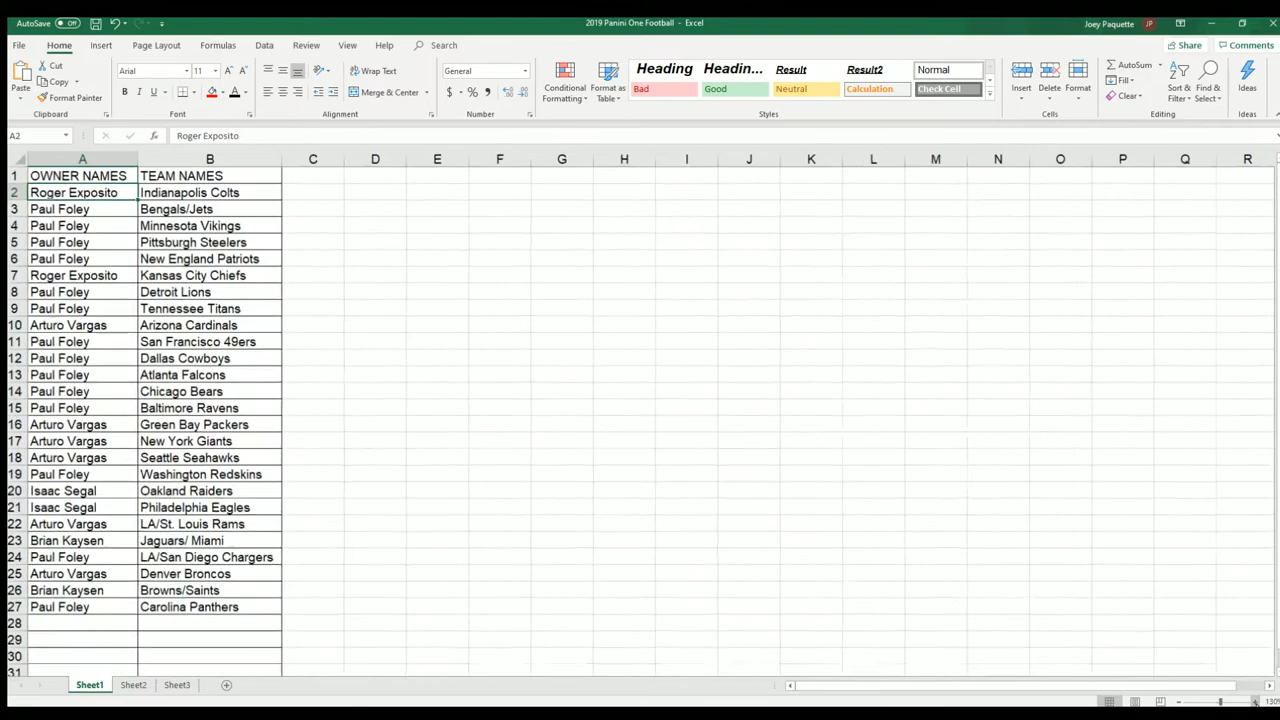 AutoSave Off 2019 Panini One Football - Excel Joey Paquette JP
File Home Insert Page Layout Formulas Data Review View Help Search Share Comments
Paste Cut Copy Format Painter Clipboard
Arial 11 A A B I U A Font
Wrap Text Merge & Center Alignment
General $ % Number
Conditional Formatting Format as Table
Heading Headin... Result Result2 Normal
Bad Good Neutral Calculation Check Cell
Styles
Insert Delete Format Cells
AutoSum Fill Clear Sort & Filter Find & Select Editing
Ideas Ideas
A2 fx Roger Exposito
A B C D E F G H I J K L M N O P Q R
1 OWNER NAMES TEAM NAMES
2 Roger Exposito Indianapolis Colts
3 Paul Foley Bengals/Jets
4 Paul Foley Minnesota Vikings
5 Paul Foley Pittsburgh Steelers
6 Paul Foley New England Patriots
7 Roger Exposito Kansas City Chiefs
8 Paul Foley Detroit Lions
9 Paul Foley Tennessee Titans
10 Arturo Vargas Arizona Cardinals
11 Paul Foley San Francisco 49ers
12 Paul Foley Dallas Cowboys
13 Paul Foley Atlanta Falcons
14 Paul Foley Chicago Bears
15 Paul Foley Baltimore Ravens
16 Arturo Vargas Green Bay Packers
17 Arturo Vargas New York Giants
18 Arturo Vargas Seattle Seahawks
19 Paul Foley Washington Redskins
20 Isaac Segal Oakland Raiders
21 Isaac Segal Philadelphia Eagles
22 Arturo Vargas LA/St. Louis Rams
23 Brian Kaysen Jaguars/ Miami
24 Paul Foley LA/San Diego Chargers
25 Arturo Vargas Denver Broncos
26 Brian Kaysen Browns/Saints
27 Paul Foley Carolina Panthers
28
29
30
31
Sheet1 Sheet2 Sheet3
130%